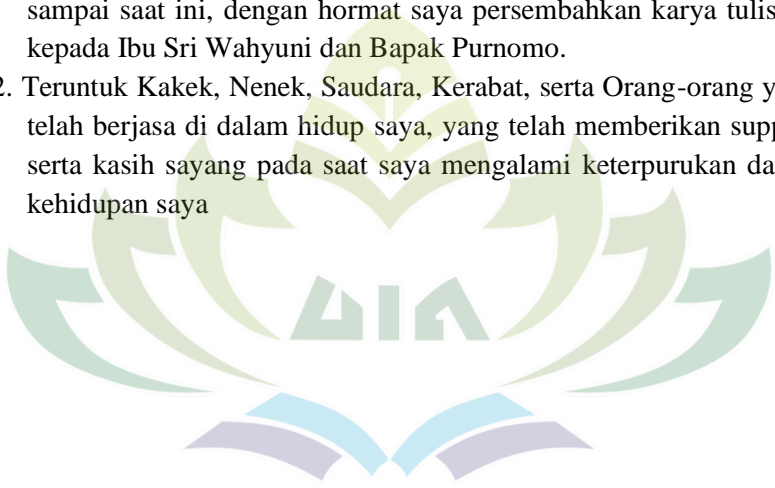 sampai saat ini, dengan hormat saya persembahkan karya tulis
kepada Ibu Sri Wahyuni dan Bapak Purnomo.
2. Teruntuk Kakek, Nenek, Saudara, Kerabat, serta Orang-orang
telah berjasa di dalam hidup saya, yang telah memberikan
serta kasih sayang pada saat saya mengalami keterpurukan
kehidupan saya
UIN